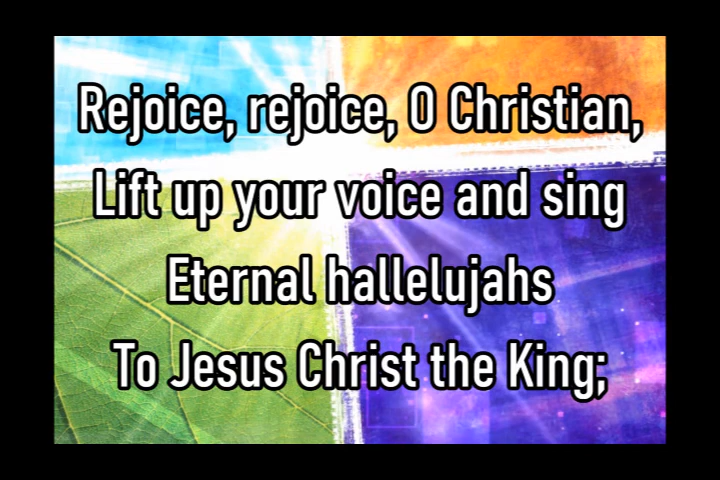 Rejoice, rejoice, O Christian,
Lift up your voice and sing
Eternal hallelujahs
To Jesus Christ the King;